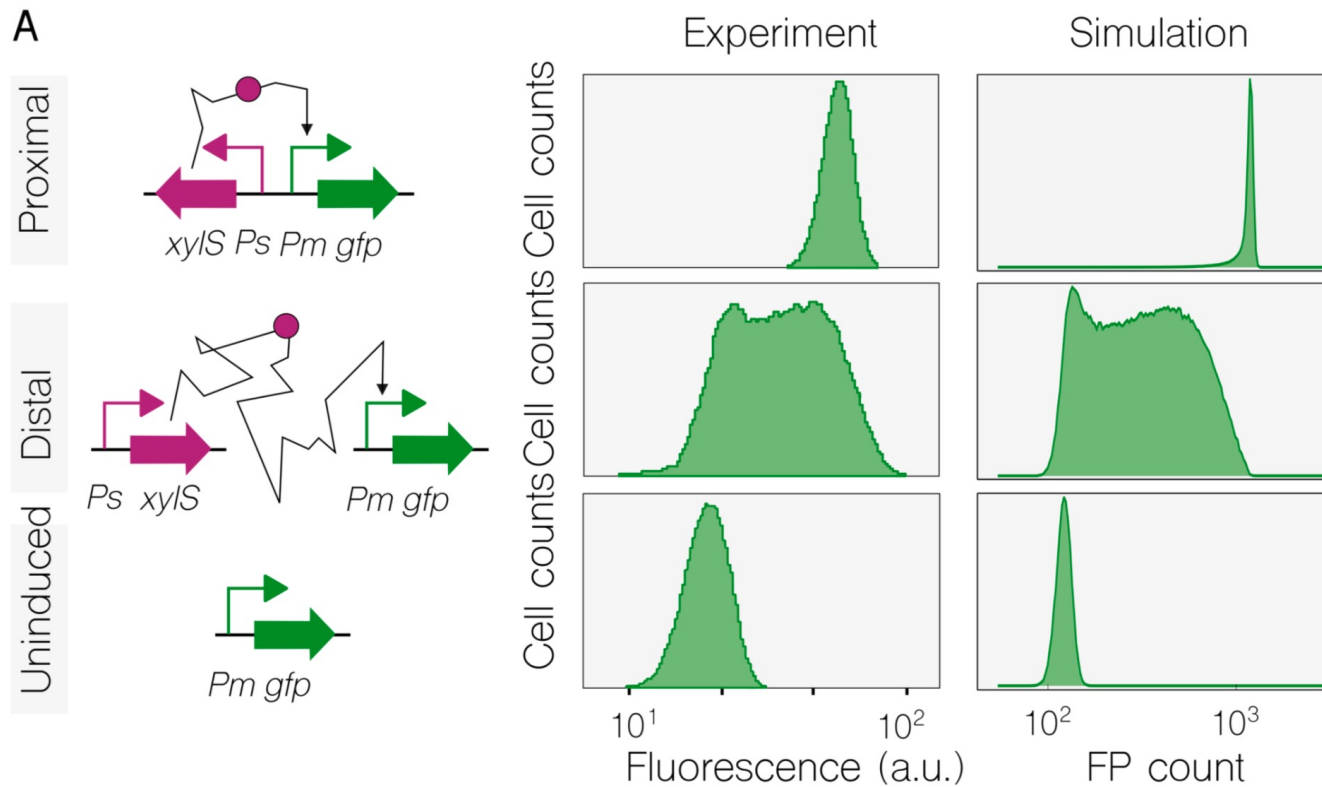 A
Experiment
Simulation
Proximal
xylS Ps Pm gfp
Cell counts
Distal
Ps xylS
Pm gfp
Cell counts
Uninduced
Pm gfp
Cell counts
10¹
10²
10²
10³
Fluorescence (a.u.)
FP count